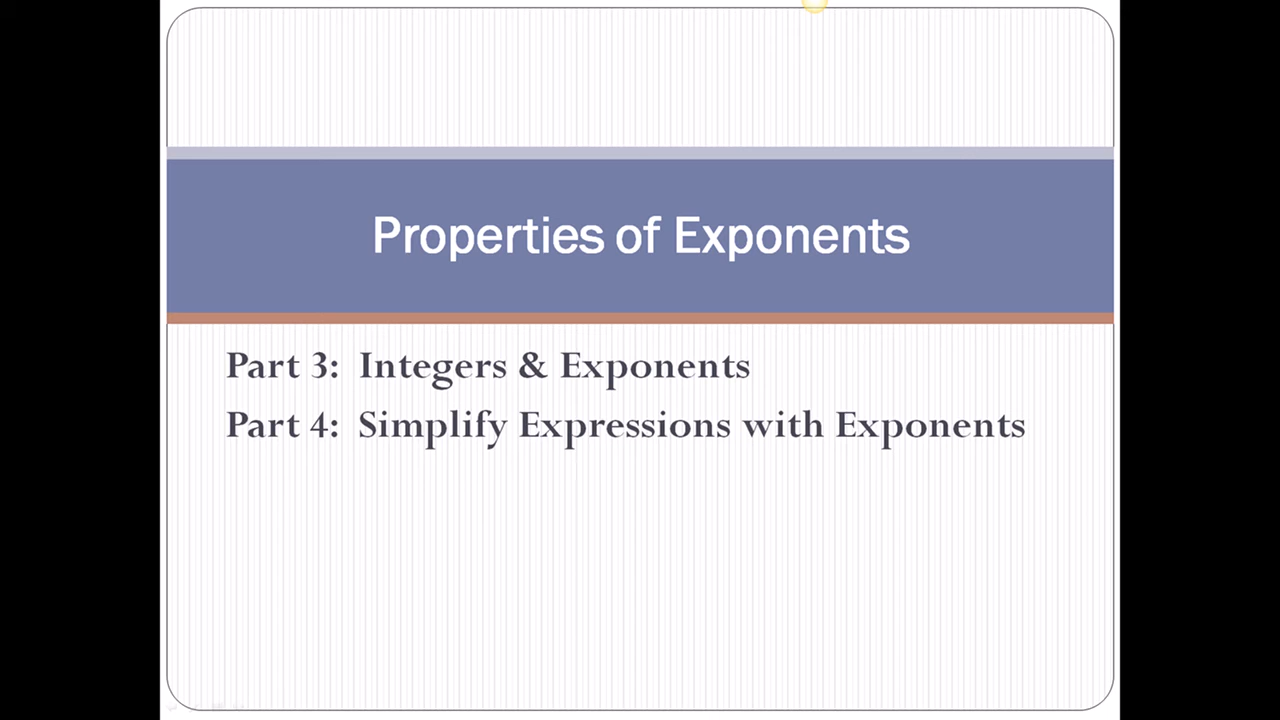 Properties of Exponents
Part 3: Integers & Exponents
Part 4: Simplify Expressions with Exponents